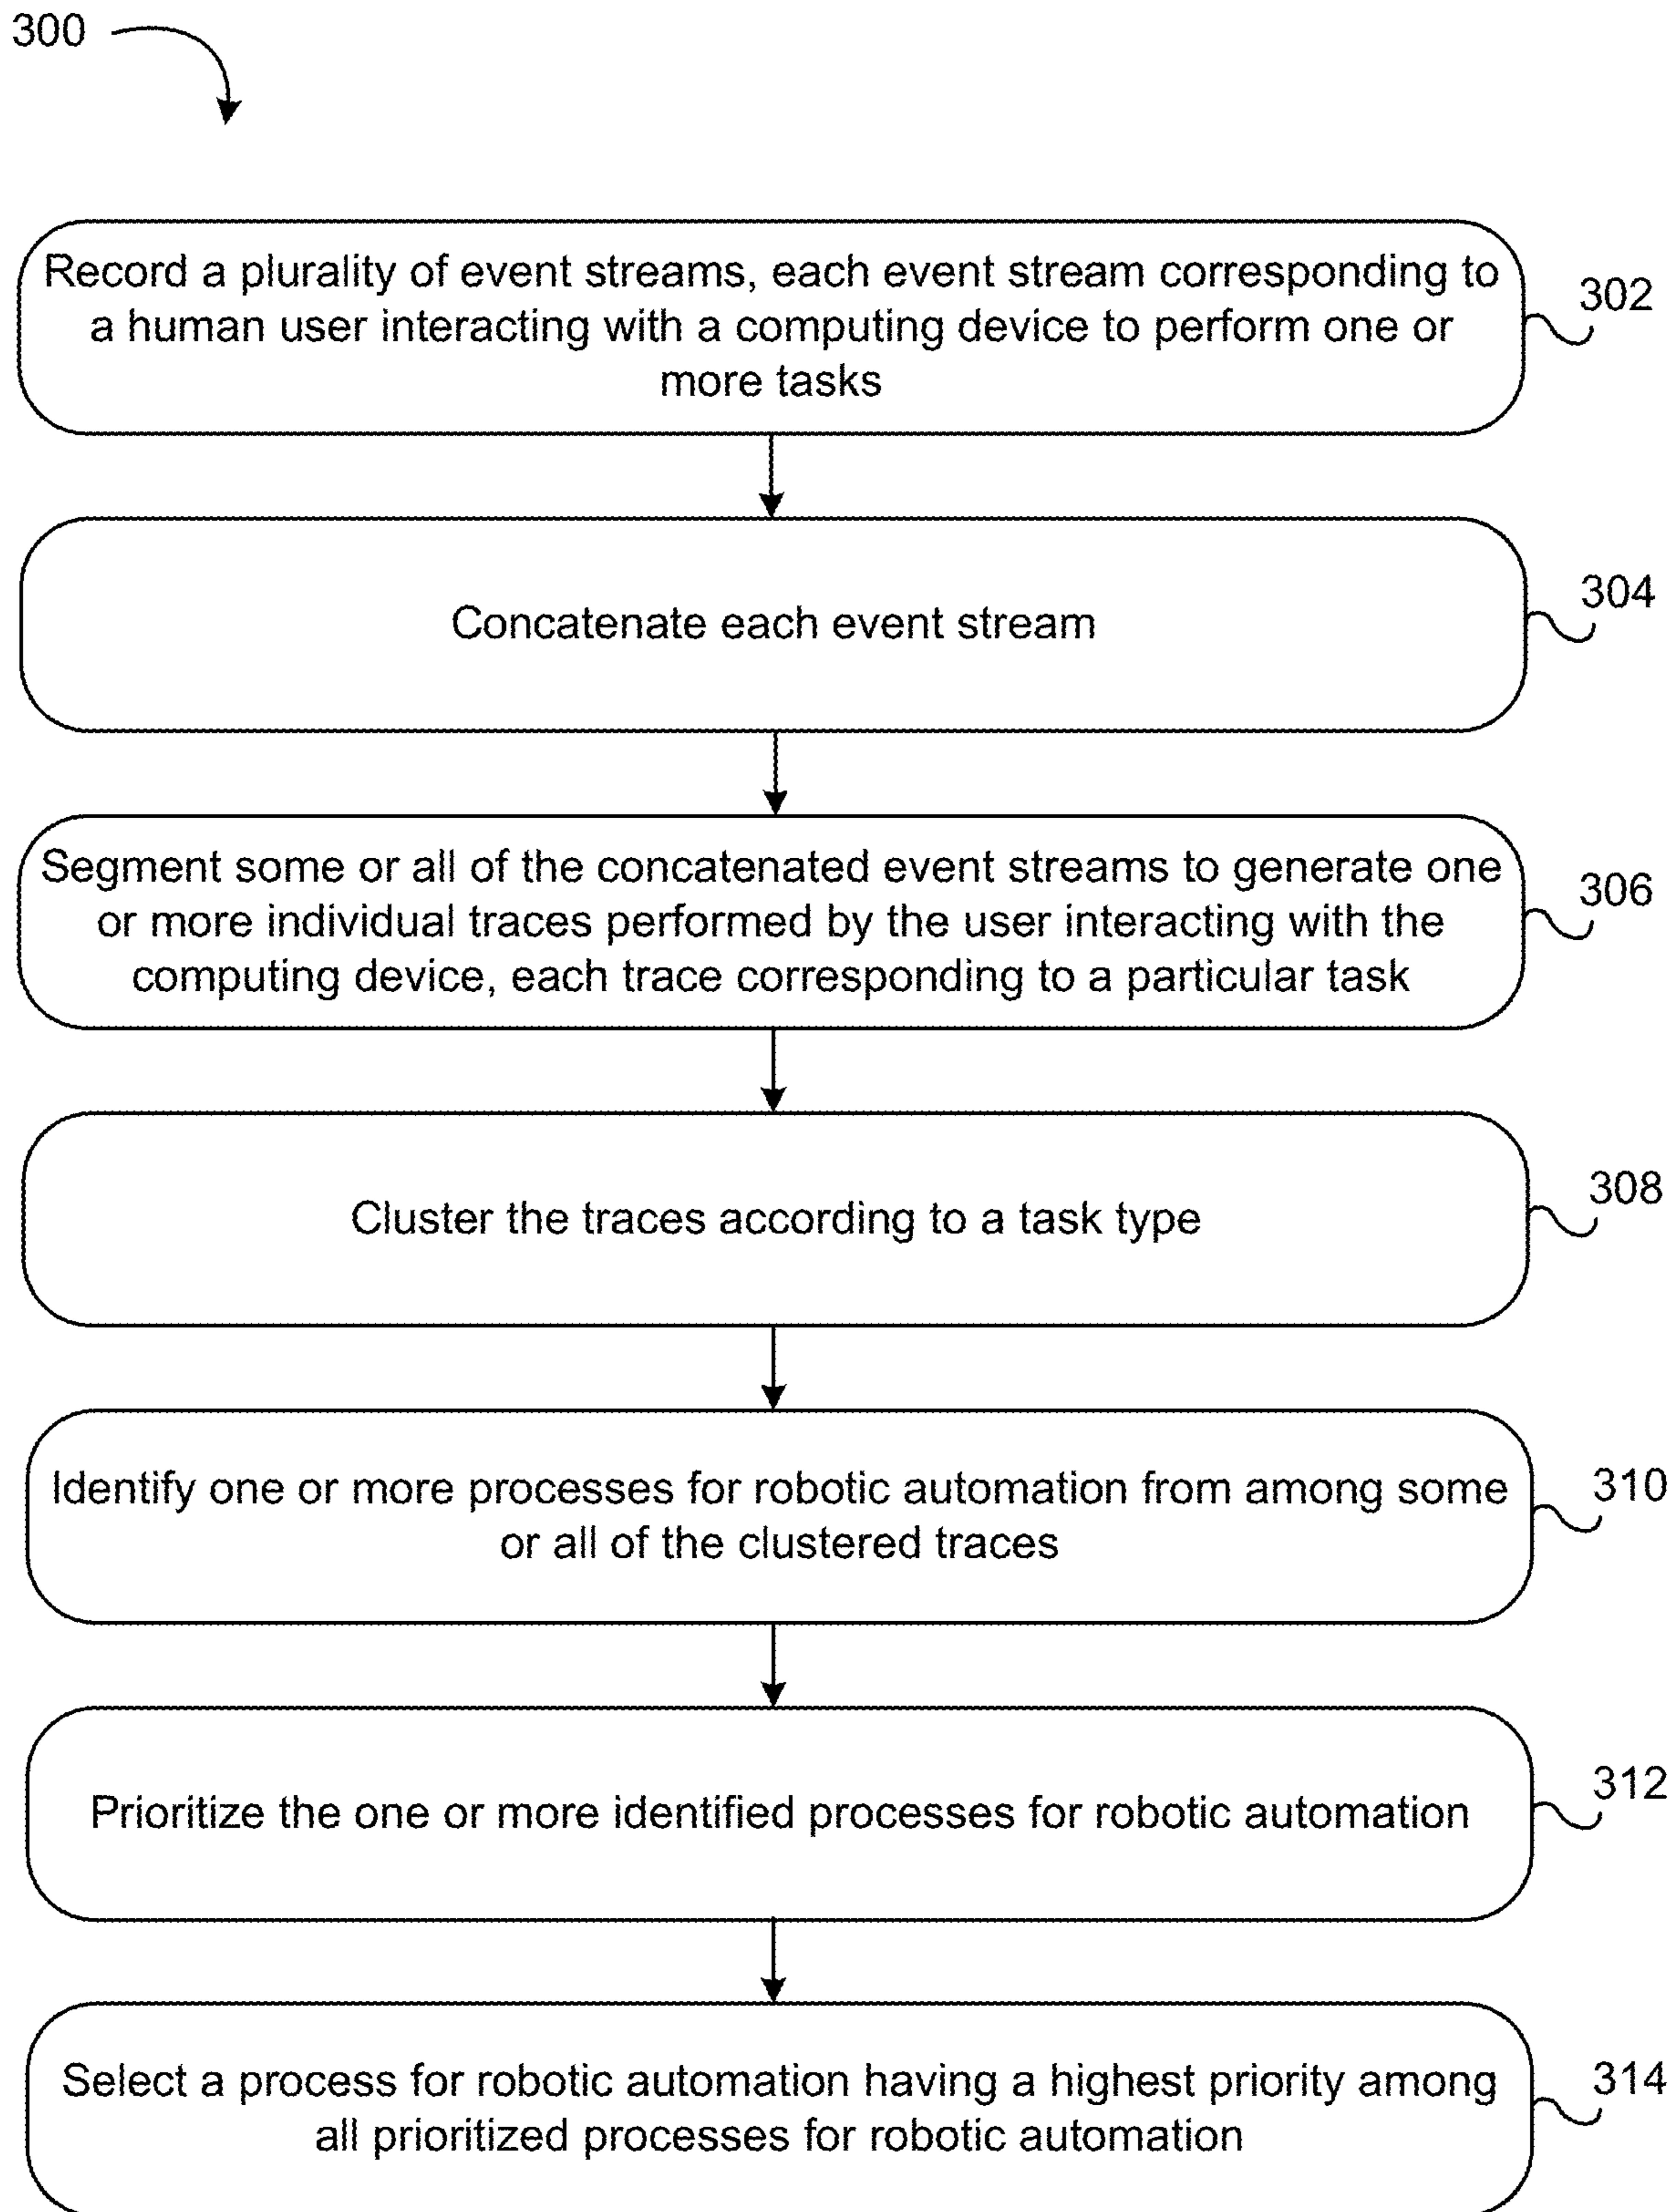 300
Record a plurality of event streams, each event stream corresponding to
a human user interacting with a computing device to perform one or
more tasks
302
Concatenate each event stream
304
Segment some or all of the concatenated event streams to generate one
or more individual traces performed by the user interacting with the
computing device, each trace corresponding to a particular task
306
Cluster the traces according to a task type
308
Identify one or more processes for robotic automation from among some
or all of the clustered traces
310
Prioritize the one or more identified processes for robotic automation
312
Select a process for robotic automation having a highest priority among
all prioritized processes for robotic automation
314